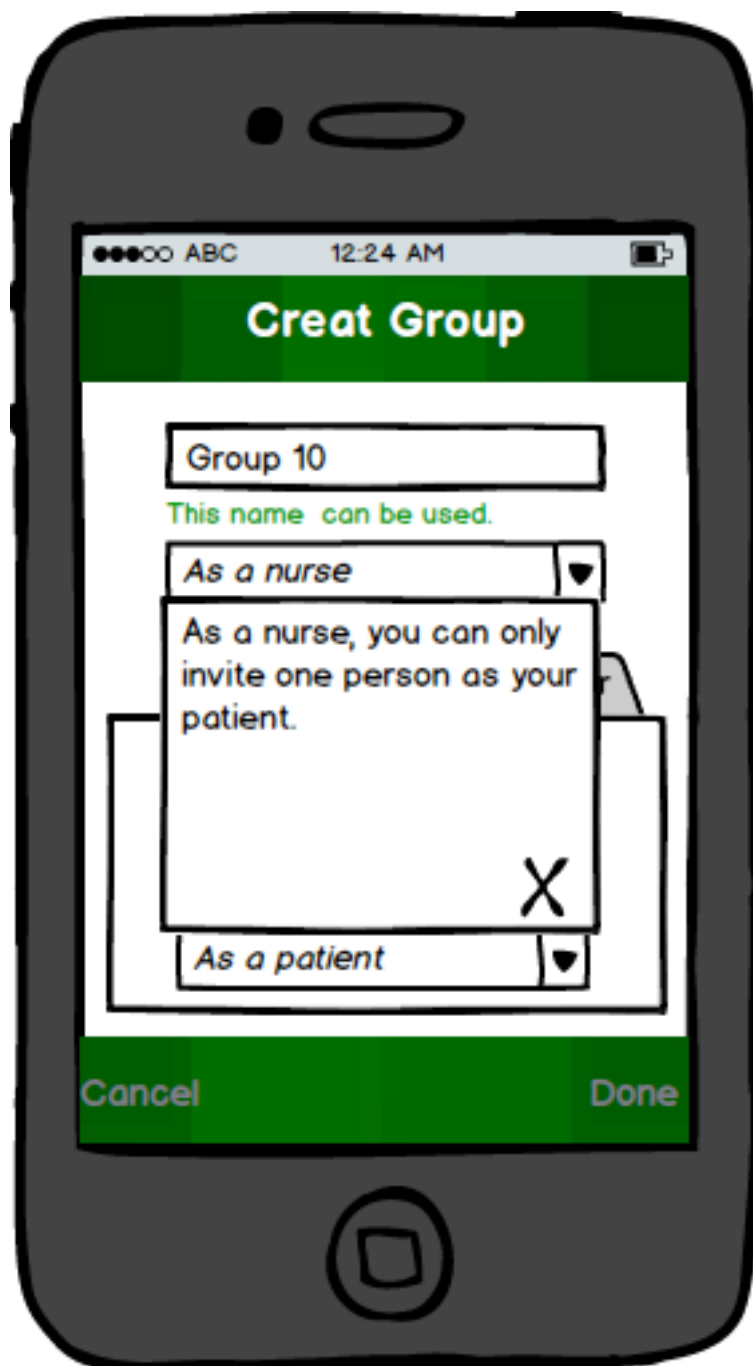 ABC 12:24 AM
Creat Group
Group 10
This name can be used.
As a nurse
As a nurse, you can only
invite one person as your
patient.
As a patient
Cancel Done